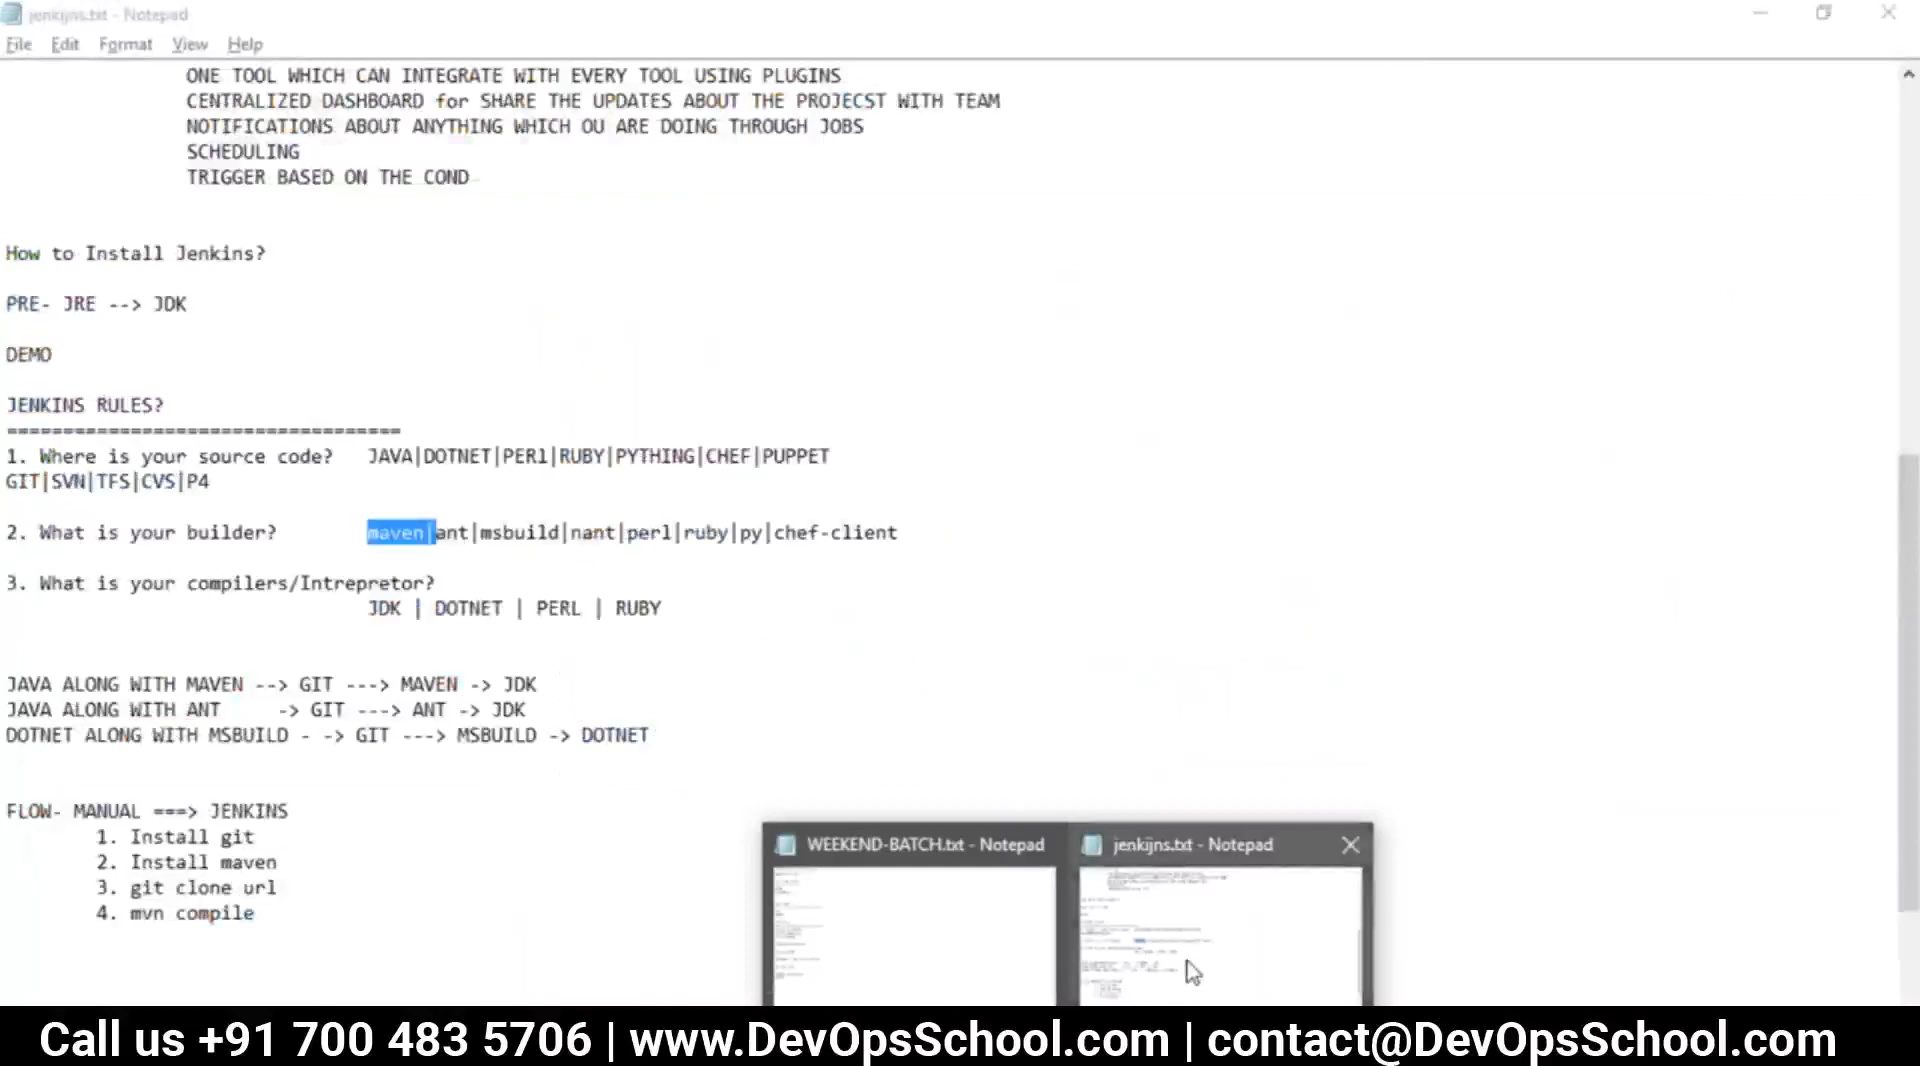 jenkijns.txt - Notepad
File Edit Format View Help
ONE TOOL WHICH CAN INTEGRATE WITH EVERY TOOL USING PLUGINS
CENTRALIZED DASHBOARD for SHARE THE UPDATES ABOUT THE PROJECST WITH TEAM
NOTIFICATIONS ABOUT ANYTHING WHICH OU ARE DOING THROUGH JOBS
SCHEDULING
TRIGGER BASED ON THE COND
How to Install Jenkins?
PRE- JRE --> JDK
DEMO
JENKINS RULES?
===================================
1. Where is your source code? JAVA|DOTNET|PERl|RUBY|PYTHING|CHEF|PUPPET
GIT|SVN|TFS|CVS|P4
2. What is your builder? maven|ant|msbuild|nant|perl|ruby|py|chef-client
3. What is your compilers/Intrepretor?
JDK | DOTNET | PERL | RUBY
JAVA ALONG WITH MAVEN --> GIT ---> MAVEN -> JDK
JAVA ALONG WITH ANT -> GIT ---> ANT -> JDK
DOTNET ALONG WITH MSBUILD - -> GIT ---> MSBUILD -> DOTNET
FLOW- MANUAL ===> JENKINS
1. Install git
2. Install maven
3. git clone url
4. mvn compile
WEEKEND-BATCH.txt - Notepad
jenkijns.txt - Notepad
Call us +91 700 483 5706 | www.DevOpsSchool.com | contact@DevOpsSchool.com